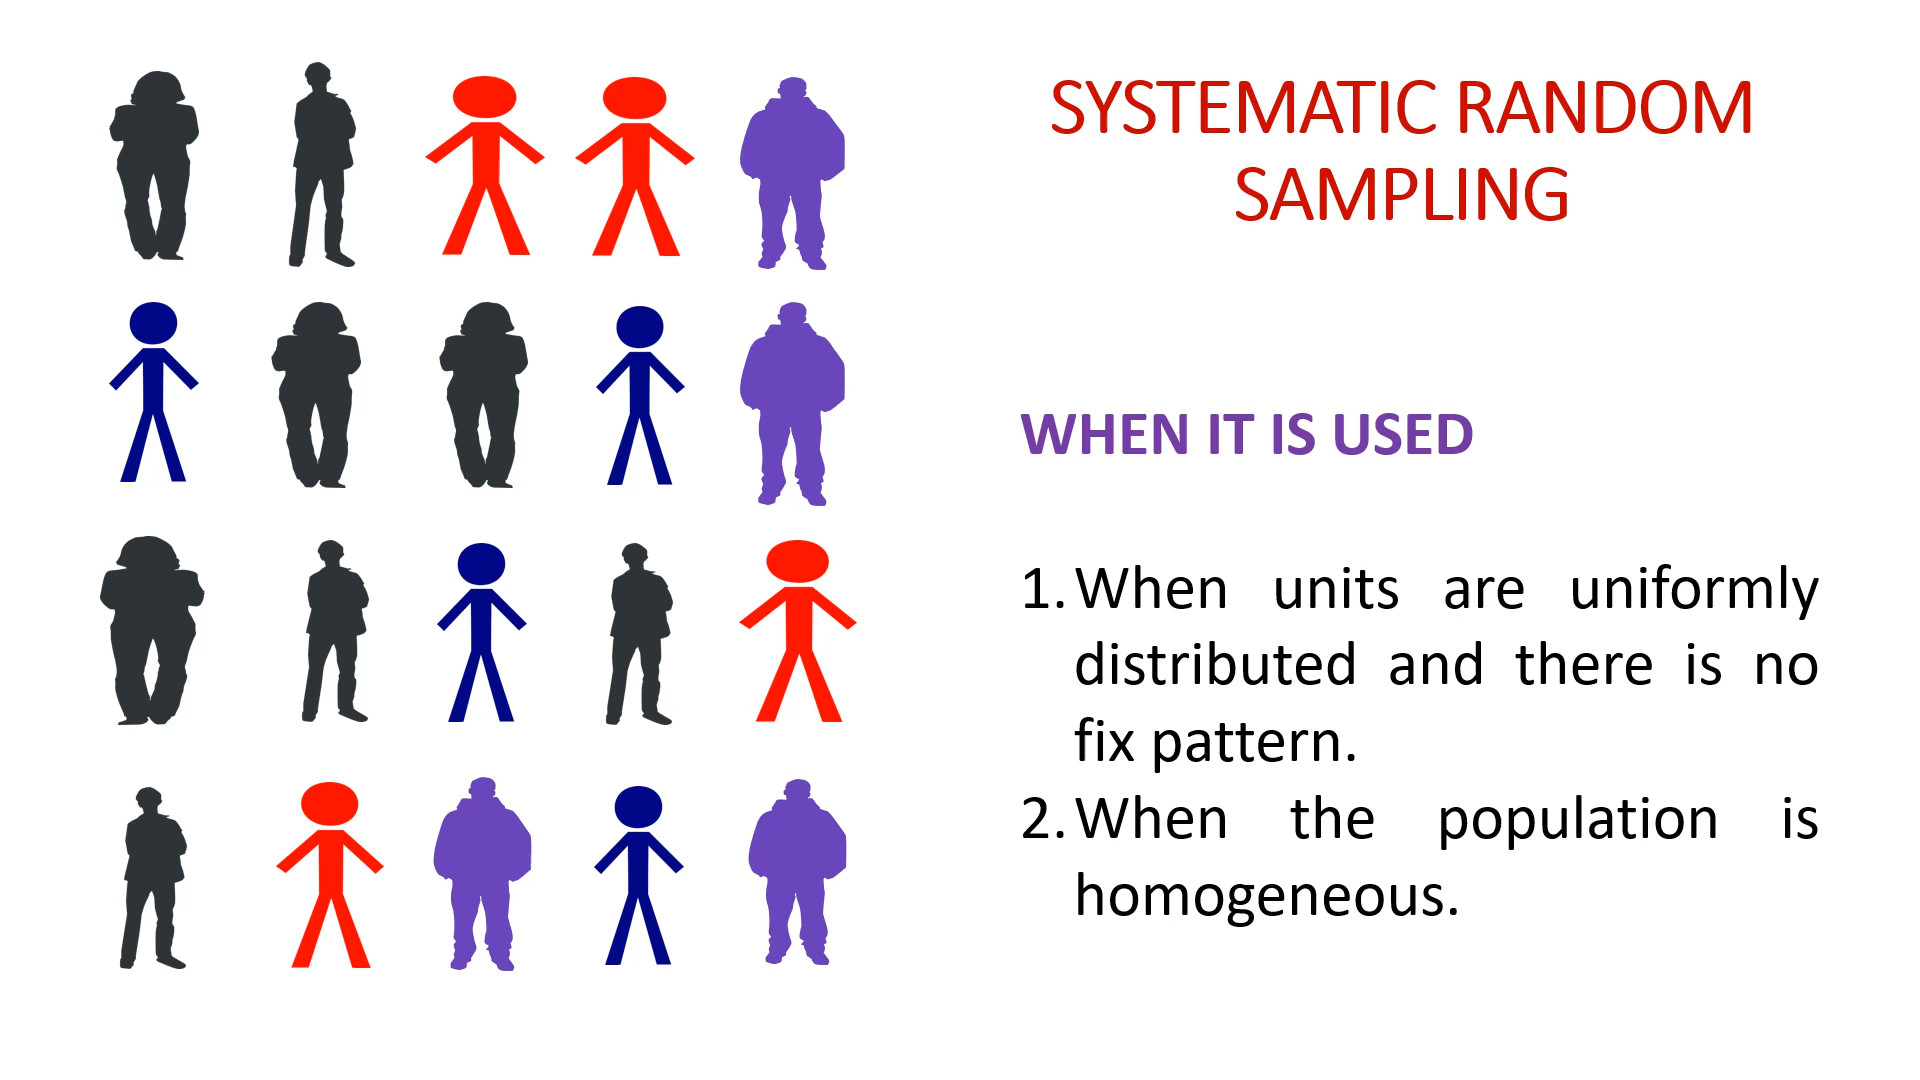 SYSTEMATIC RANDOM
SAMPLING
WHEN IT IS USED
1. When units are uniformly
distributed and there is no
fix pattern.
2. When the population is
homogeneous.